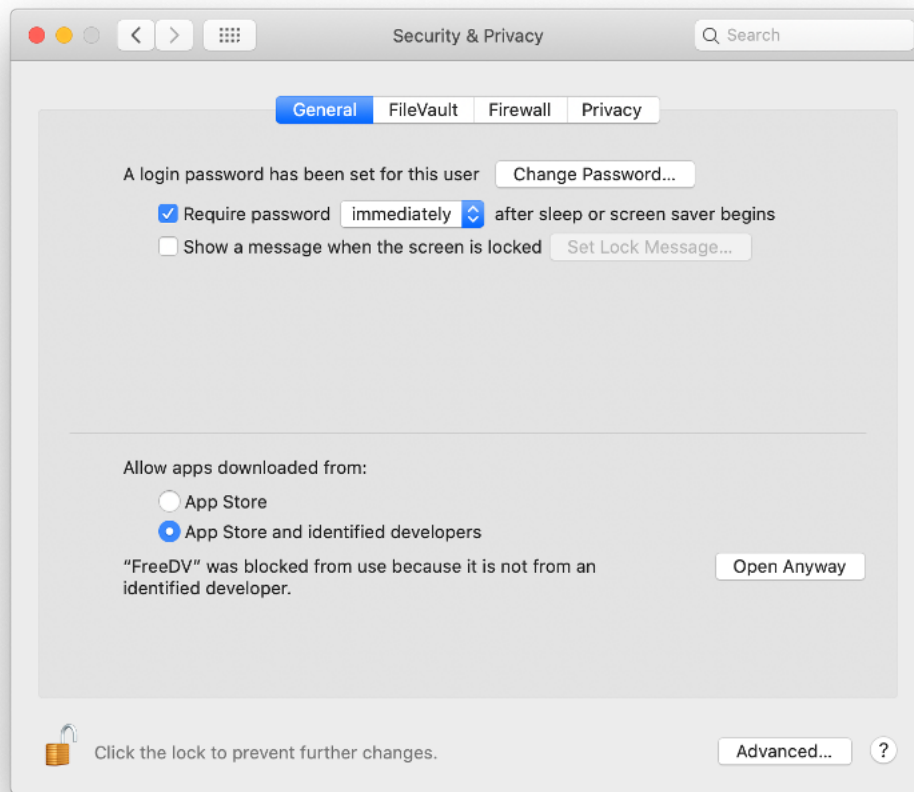 Security & Privacy
Search
General FileVault Firewall Privacy
A login password has been set for this user Change Password...
Require password immediately after sleep or screen saver begins
Show a message when the screen is locked Set Lock Message...
Allow apps downloaded from:
App Store
App Store and identified developers
“FreeDV” was blocked from use because it is not from an Open Anyway
identified developer.
Click the lock to prevent further changes. Advanced... ?